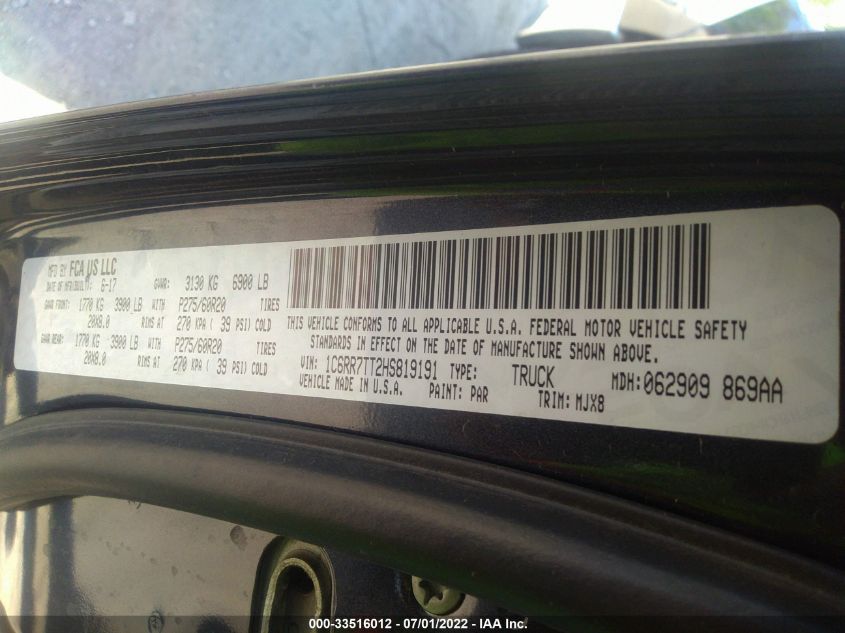 MFD BY FCA US LLC
DATE OF MFR(BUILT): 6-17 GVWR: 3130 KG 6900 LB
GAWR FRONT: 1770 KG 3900 LB WITH P275/60R20 TIRES
20X8.0 RIMS AT 270 KPA ( 39 PSI) COLD
GAWR REAR: 1770 KG 3900 LB WITH P275/60R20 TIRES
20X8.0 RIMS AT 270 KPA ( 39 PSI) COLD
THIS VEHICLE CONFORMS TO ALL APPLICABLE U.S.A. FEDERAL MOTOR VEHICLE SAFETY
STANDARDS IN EFFECT ON THE DATE OF MANUFACTURE SHOWN ABOVE.
VIN: 1C6RR7TT2HS819191 TYPE: TRUCK MDH:062909 869AA
VEHICLE MADE IN U.S.A. PAINT: PAR TRIM: MJX8
000-33516012 - 07/01/2022 - IAA Inc.